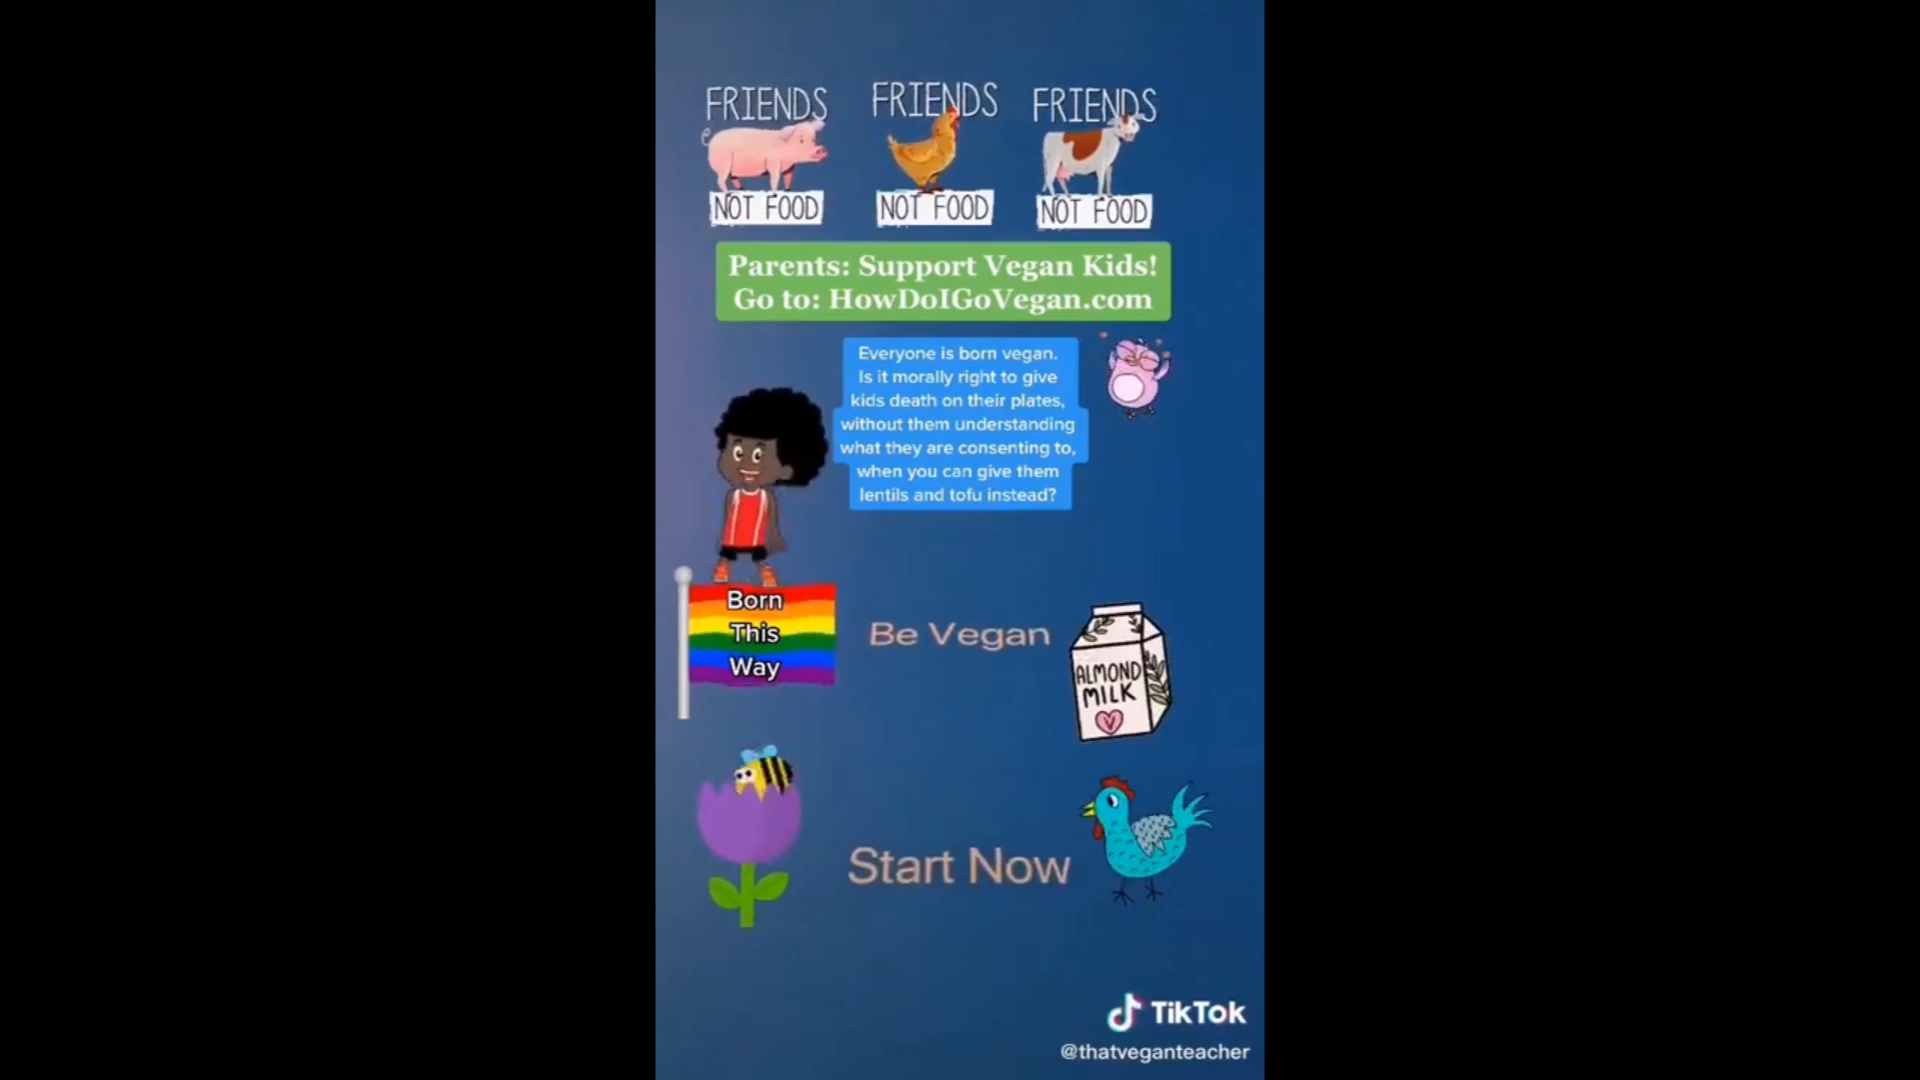 FRIENDS
NOT FOOD
FRIENDS
NOT FOOD
FRIENDS
NOT FOOD
Parents: Support Vegan Kids!
Go to: HowDoIGoVegan.com
Everyone is born vegan.
Is it morally right to give
kids death on their plates,
without them understanding
what they are consenting to,
when you can give them
lentils and tofu instead?
Born
This
Way
Be Vegan
ALMOND
MILK
V
Start Now
TikTok
@thatveganteacher